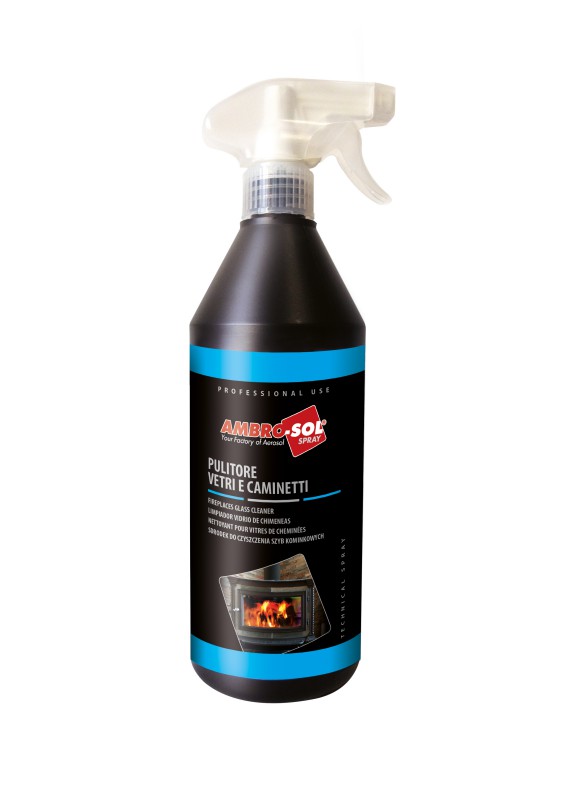 PROFESSIONAL USE
AMBRO-SOL®
Your Factory of Aerosol
SPRAY
PULITORE
VETRI E CAMINETTI
FIREPLACES GLASS CLEANER
LIMPIADOR VIDRIO DE CHIMENEAS
NETTOYANT POUR VITRES DE CHEMINÉES
SDRODEK DO CZYSZCZENIA SZYB KOMINKOWYCH
TECHNICAL SPRAY